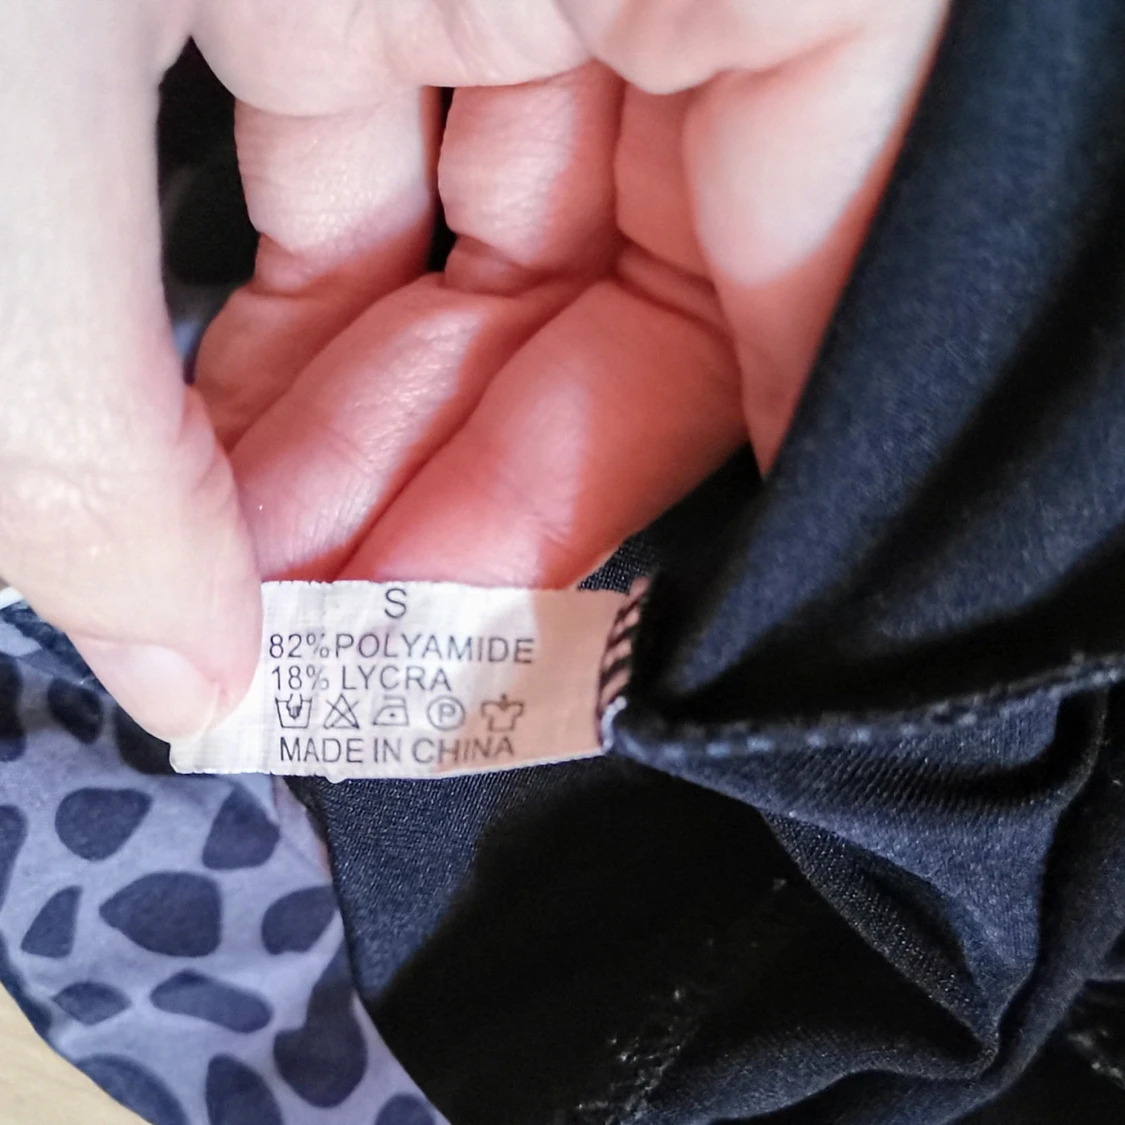 S
82%POLYAMIDE
18% LYCRA
P
MADE IN CHINA